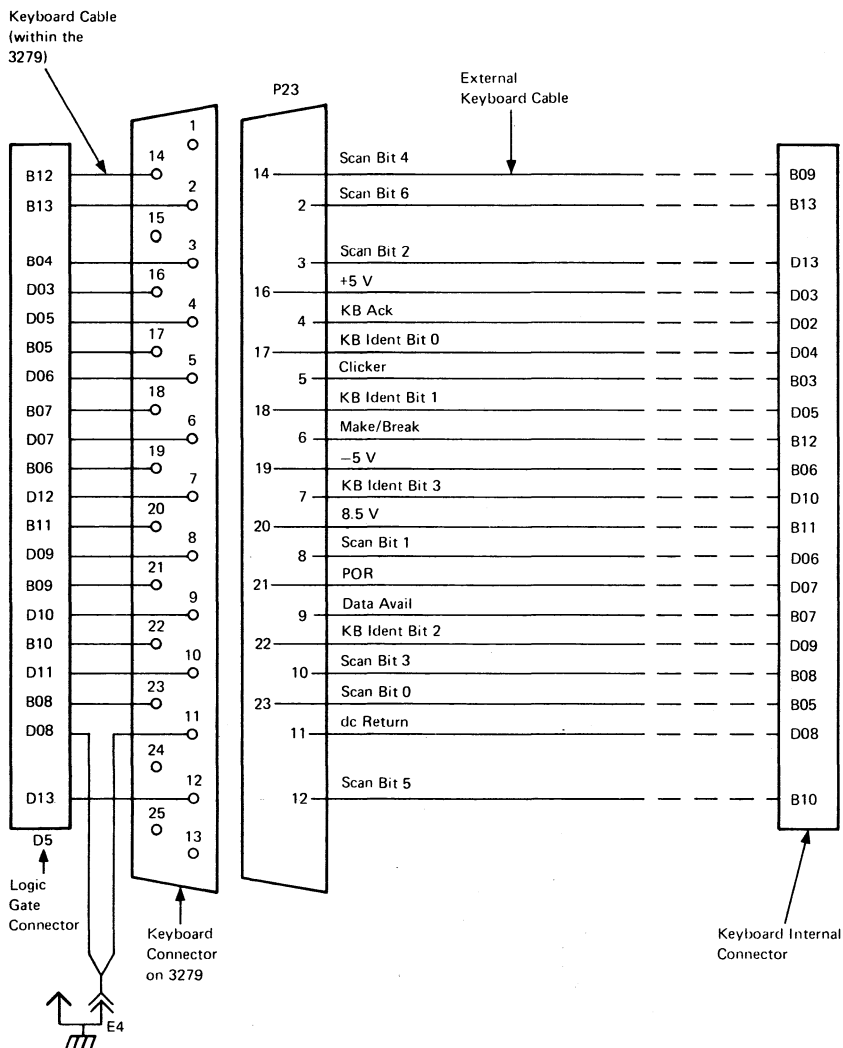 Keyboard Cable
(within the
3279)
P23
External
Keyboard Cable
1
14
B12
14
Scan Bit 4
B09
2
B13
2
Scan Bit 6
B13
15
3
B04
3
Scan Bit 2
D13
16
D03
16
+5 V
D03
4
D05
4
KB Ack
D02
17
B05
17
KB Ident Bit 0
D04
5
D06
5
Clicker
B03
18
B07
18
KB Ident Bit 1
D05
6
D07
6
Make/Break
B12
19
B06
19
−5 V
B06
7
D12
7
KB Ident Bit 3
D10
20
B11
20
8.5 V
B11
8
D09
8
Scan Bit 1
D06
21
B09
21
POR
D07
9
D10
9
Data Avail
B07
22
B10
22
KB Ident Bit 2
D09
10
D11
10
Scan Bit 3
B08
23
B08
23
Scan Bit 0
B05
11
D08
11
dc Return
D08
24
12
D13
12
Scan Bit 5
B10
25
13
D5
Logic
Gate
Connector
Keyboard
Connector
on 3279
Keyboard Internal
Connector
E4